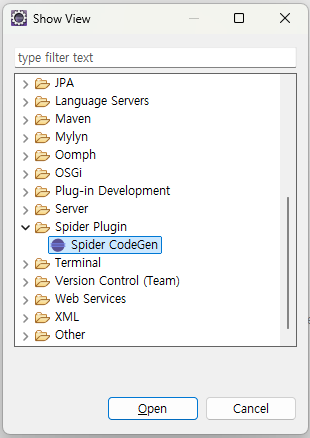 Show View
type filter text
JPA
Language Servers
Maven
Mylyn
Oomph
OSGi
Plug-in Development
Server
Spider Plugin
Spider CodeGen
Terminal
Version Control (Team)
Web Services
XML
Other
Open
Cancel